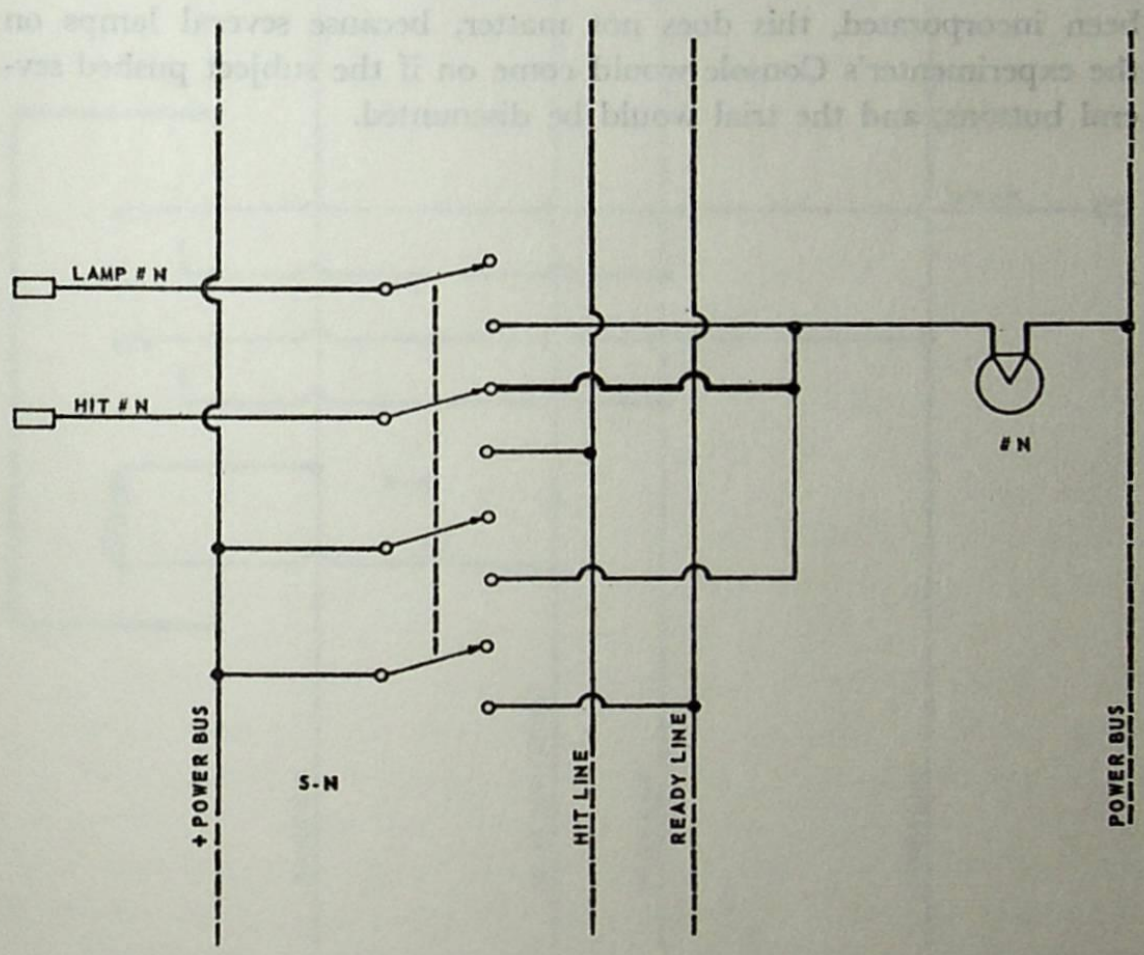 been incorporated, this does not matter, because several lamps on
the experimenter's Console would come on if the subject pushed sev-
eral buttons, and the trial would be discounted.
LAMP # N
HIT # N
# N
+ POWER BUS
S-N
HIT LINE
READY LINE
POWER BUS